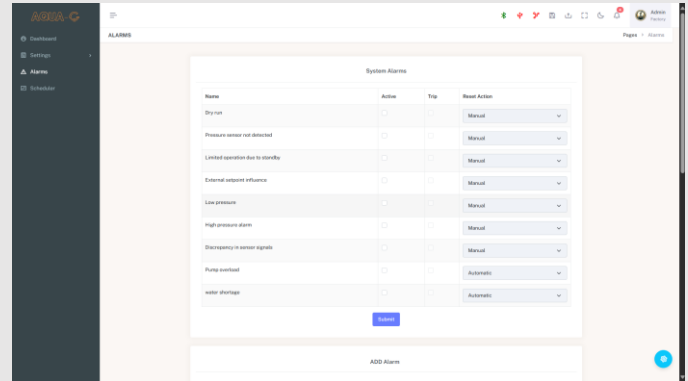 AQUA-G
Admin
Factory
ALARMS
Pages > Alarms
Dashboard
Settings
Alarms
Scheduler
System Alarms
Name Active Trip Reset Action
Dry run Manual
Pressure sensor not detected Manual
Limited operation due to standby Manual
External setpoint influence Manual
Low pressure Manual
High pressure alarm Manual
Discrepancy in sensor signals Manual
Pump overload Automatic
water shortage Automatic
Submit
ADD Alarm